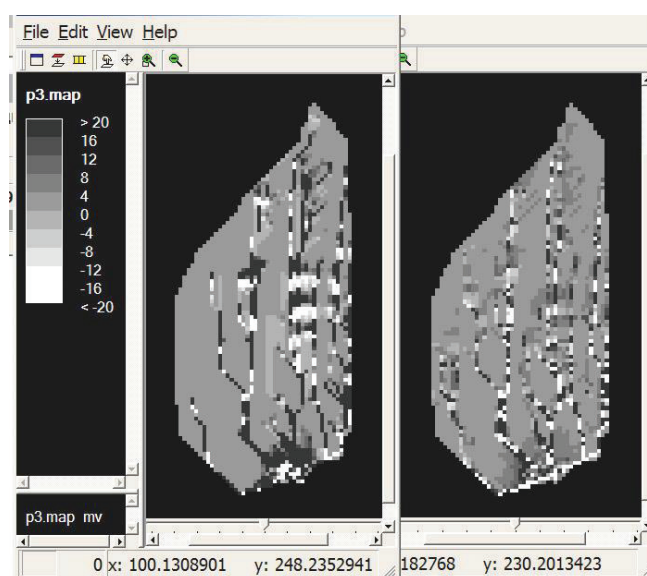 File Edit View Help
p3.map
> 20
16
12
8
4
0
-4
-8
-12
-16
< -20
p3.map mv
0 x: 100.1308901 y: 248.2352941
182768 y: 230.2013423